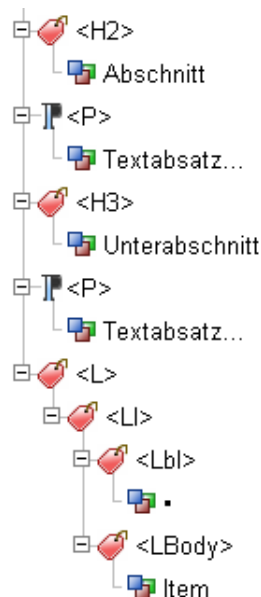 <H2>
Abschnitt
<P>
Textabsatz...
<H3>
Unterabschnitt
<P>
Textabsatz...
<L>
<LI>
<Lbl>
▪
<LBody>
Item